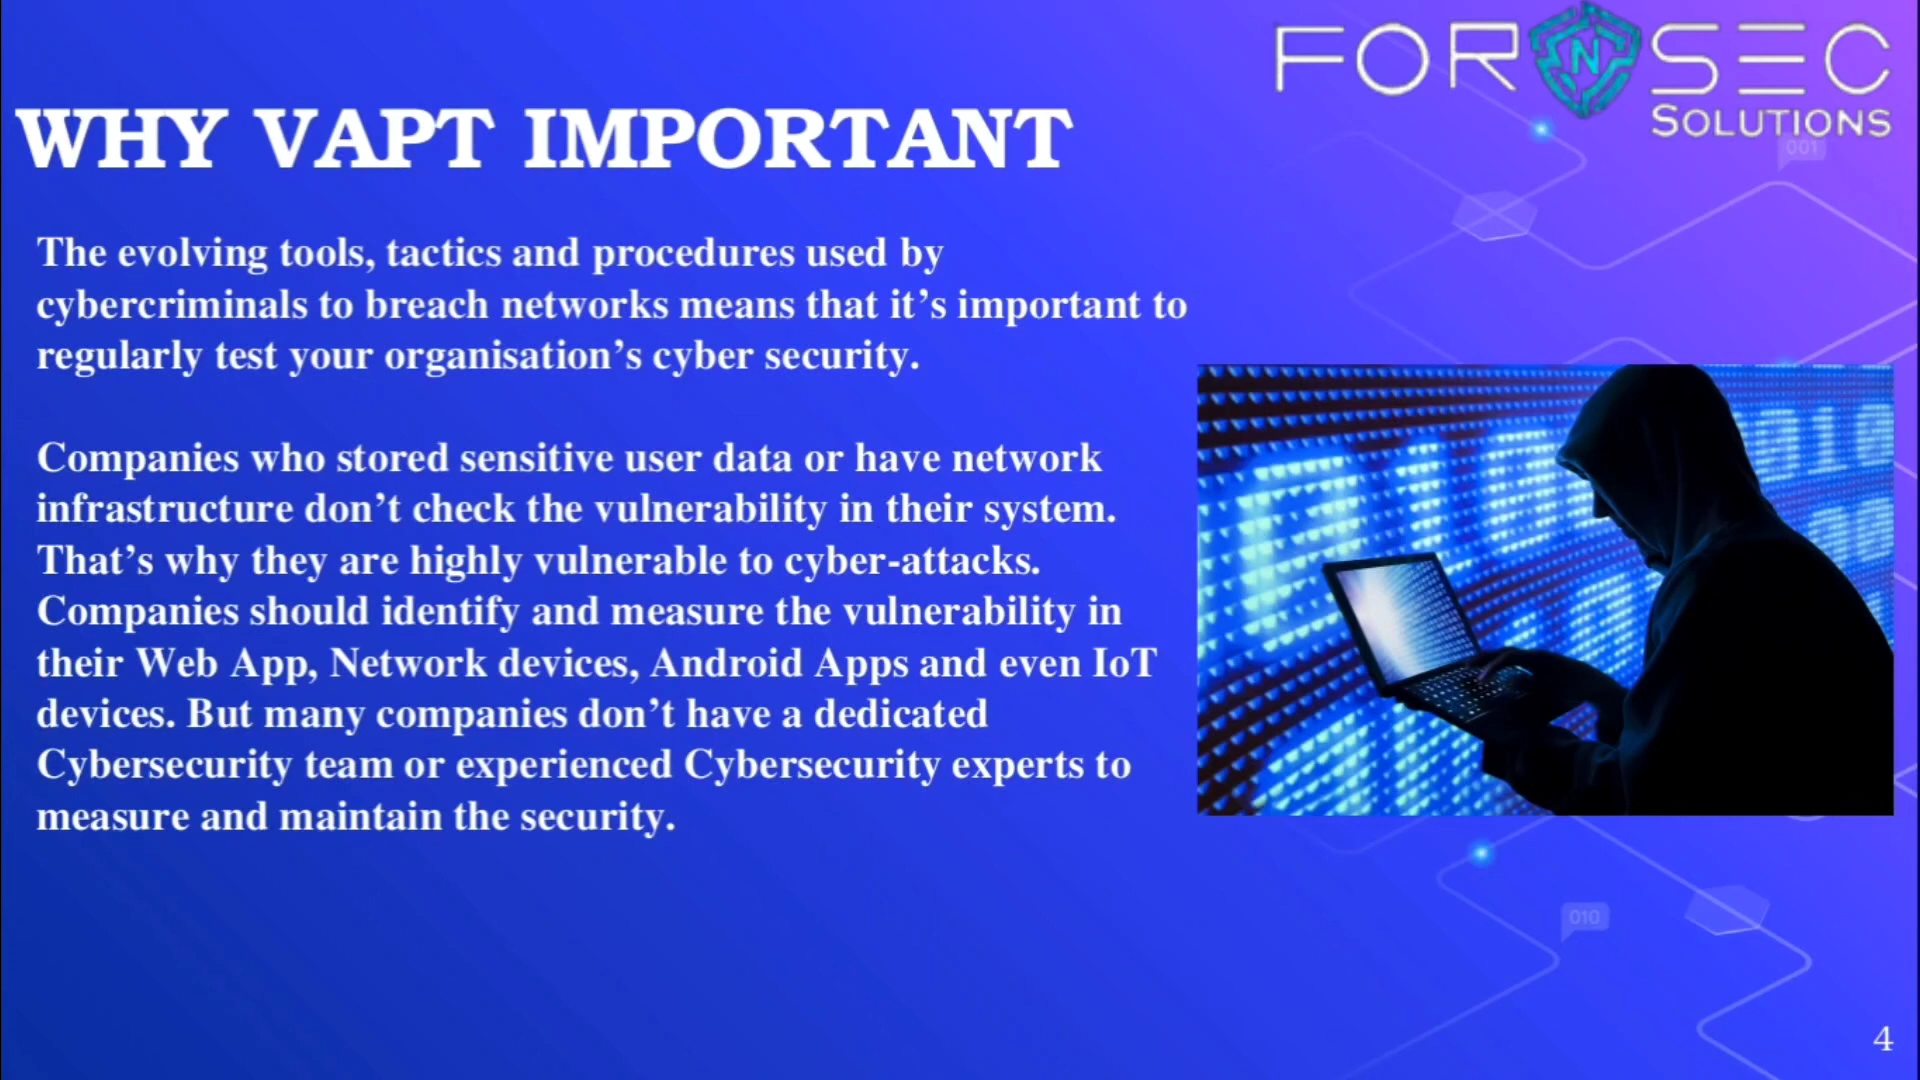 FORNSEC
SOLUTIONS
001
WHY VAPT IMPORTANT
The evolving tools, tactics and procedures used by
cybercriminals to breach networks means that it’s important to
regularly test your organisation’s cyber security.
Companies who stored sensitive user data or have network
infrastructure don’t check the vulnerability in their system.
That’s why they are highly vulnerable to cyber-attacks.
Companies should identify and measure the vulnerability in
their Web App, Network devices, Android Apps and even IoT
devices. But many companies don’t have a dedicated
Cybersecurity team or experienced Cybersecurity experts to
measure and maintain the security.
010
4